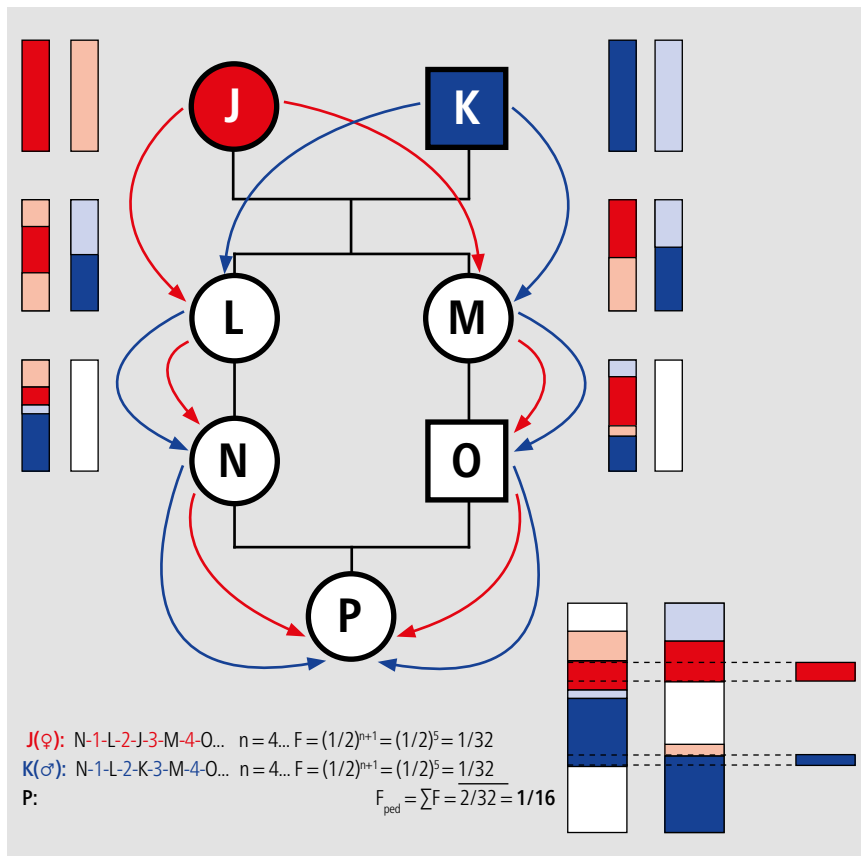 J
K
L
M
N
O
P
J(♀): N-1-L-2-J-3-M-4-O... n = 4... F = (1/2)ⁿ⁺¹ = (1/2)⁵ = 1/32
K(♂): N-1-L-2-K-3-M-4-O... n = 4... F = (1/2)ⁿ⁺¹ = (1/2)⁵ = 1/32
P: Fₚₑd = ∑F = 2/32 = 1/16